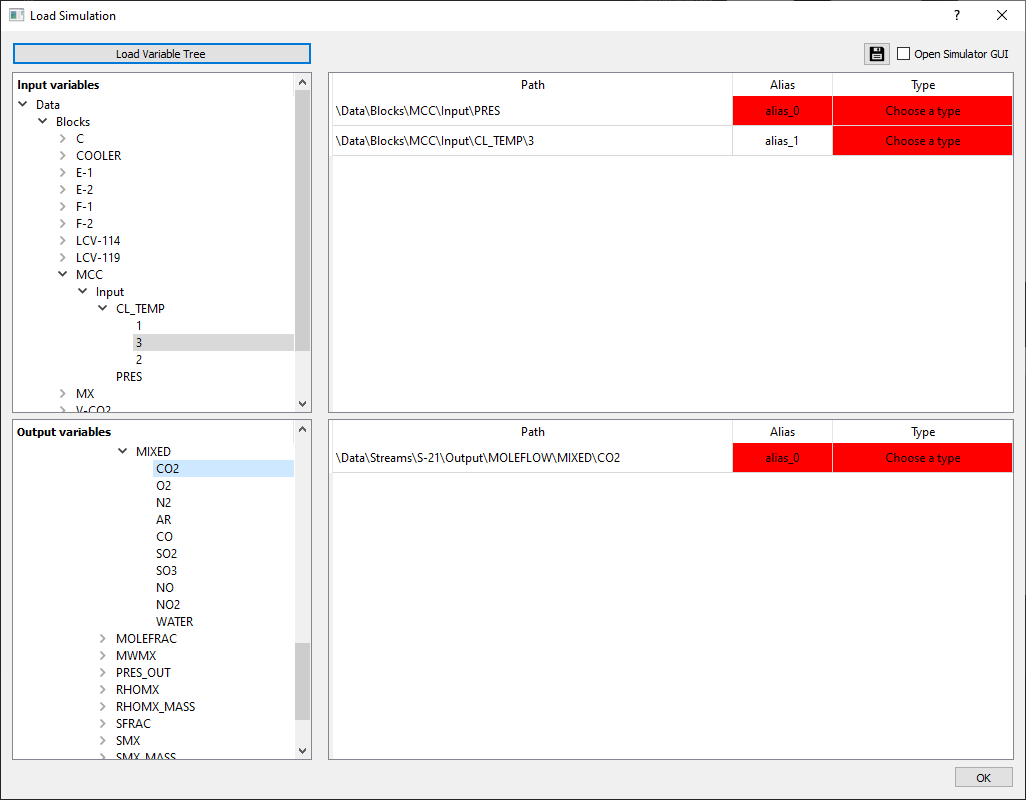 Load Simulation
?
Load Variable Tree
Open Simulator GUI
Input variables
Data
Blocks
C
COOLER
E-1
E-2
F-1
F-2
LCV-114
LCV-119
MCC
Input
CL_TEMP
1
3
2
PRES
MX
V-CO2
Path Alias Type
\Data\Blocks\MCC\Input\PRES alias_0 Choose a type
\Data\Blocks\MCC\Input\CL_TEMP\3 alias_1 Choose a type
Output variables
MIXED
CO2
O2
N2
AR
CO
SO2
SO3
NO
NO2
WATER
MOLEFRAC
MWMX
PRES_OUT
RHOMX
RHOMX_MASS
SFRAC
SMX
SMX_MASS
Path Alias Type
\Data\Streams\S-21\Output\MOLEFLOW\MIXED\CO2 alias_0 Choose a type
OK